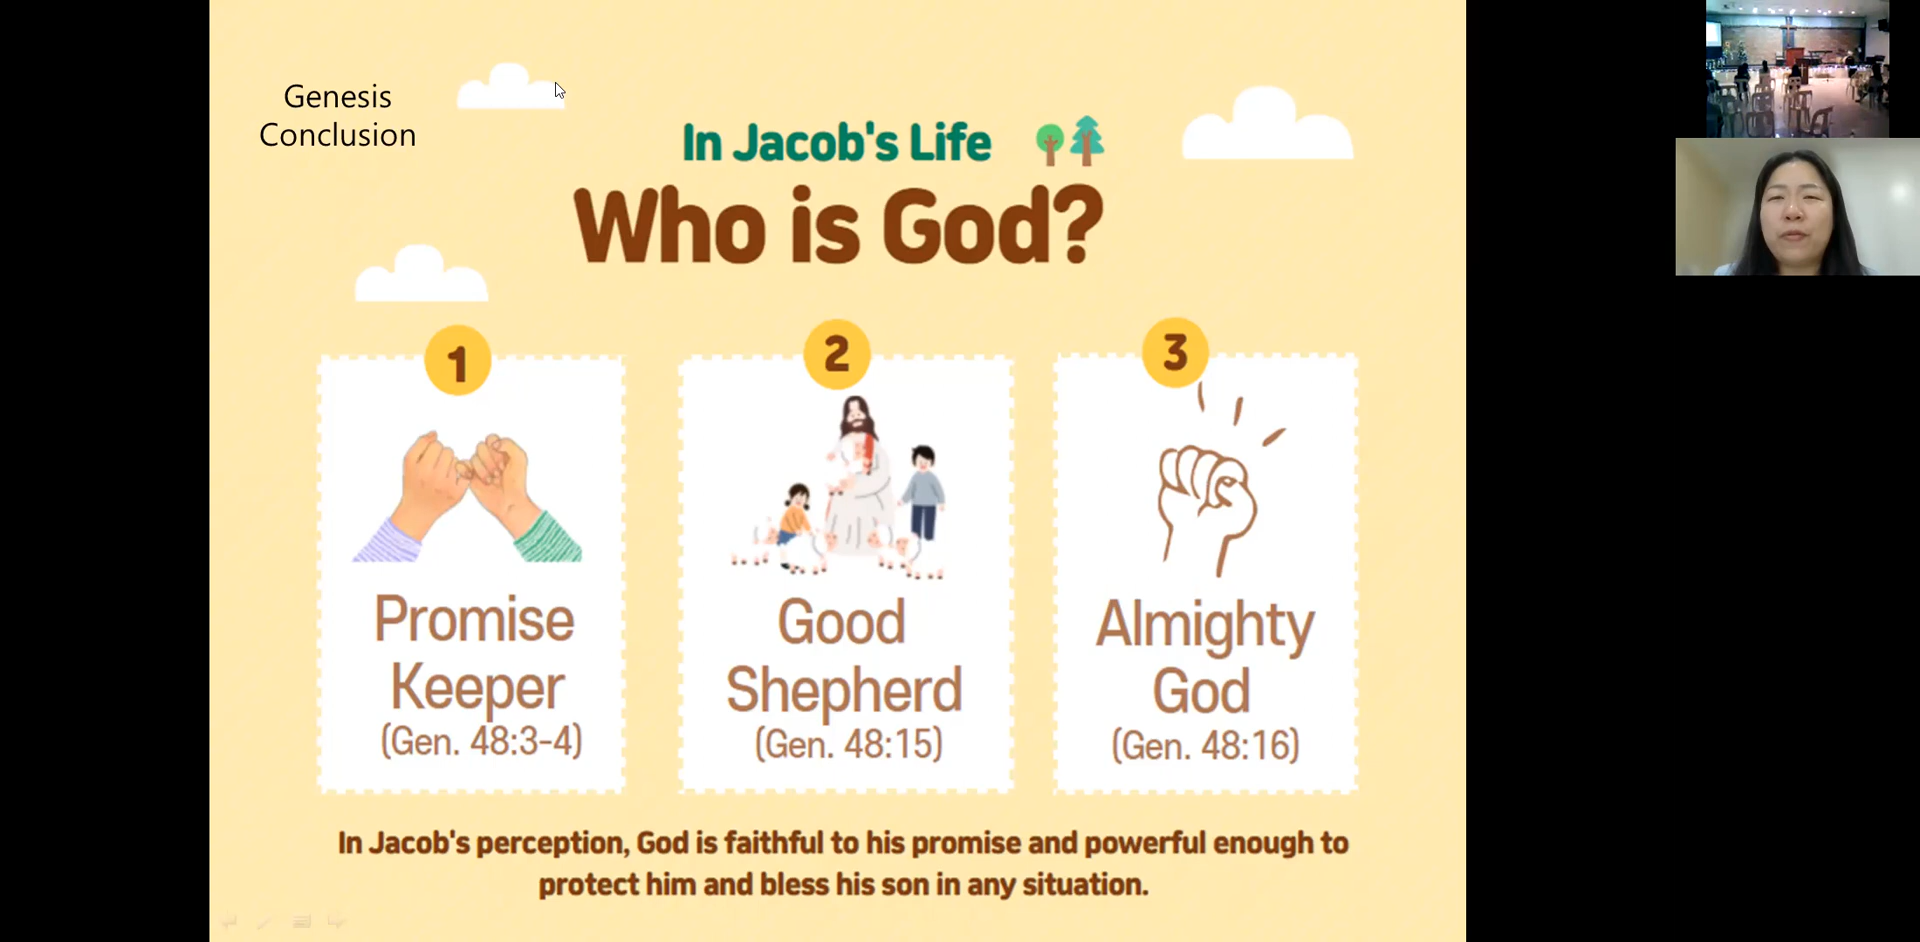 Genesis
Conclusion
In Jacob's Life
Who is God?
1
2
3
Promise
Keeper
(Gen. 48:3-4)
Good
Shepherd
(Gen. 48:15)
Almighty
God
(Gen. 48:16)
In Jacob's perception, God is faithful to his promise and powerful enough to
protect him and bless his son in any situation.